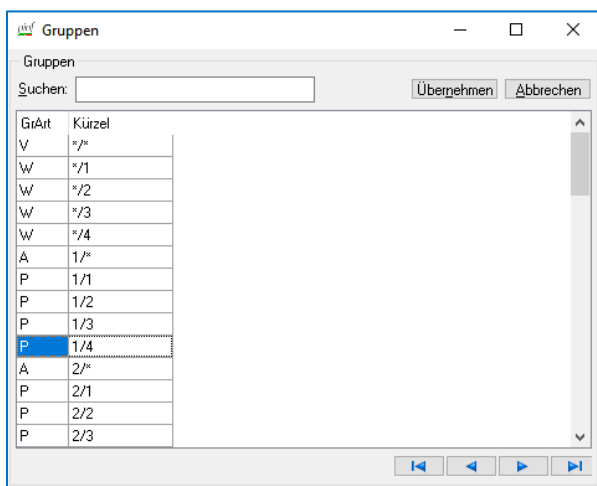 Gruppen
Gruppen
Suchen:
Übernehmen Abbrechen
GrArt Kürzel
V */*
W */1
W */2
W */3
W */4
A 1/*
P 1/1
P 1/2
P 1/3
P 1/4
A 2/*
P 2/1
P 2/2
P 2/3